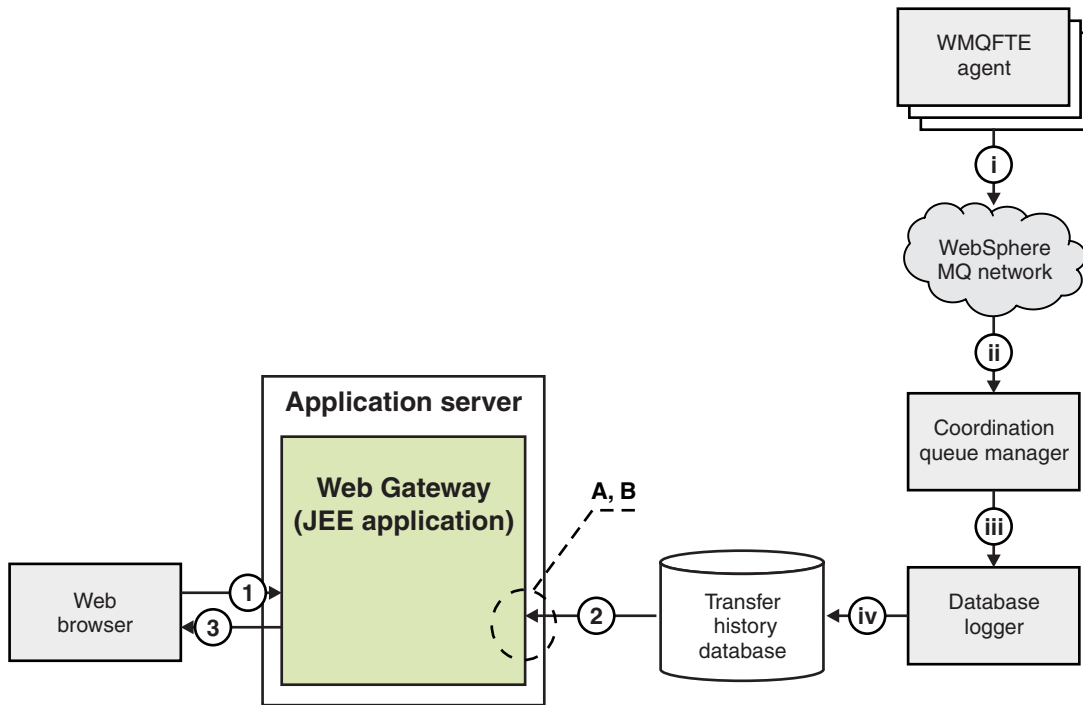 WMQFTE
agent
i
WebSphere
MQ network
ii
Application server
Coordination
queue manager
Web Gateway
(JEE application)
A, B
iii
1
Web
browser
3
2
Transfer
history
database
iv
Database
logger